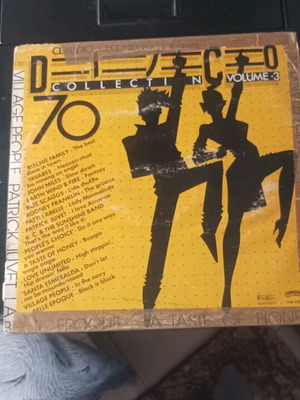 DISCO
COLLECTION
VOLUME·3
70
RITCHIE FAMILY - The best
disco in town
TAVARES - Heaven must
be missing an angel
JOHN MILES - Slow down
EARTH WIND & FIRE - Fantasy
BOZ SCAGGS - Lido Shuffle
RODNEY FRANKLIN - The groove
PATTI LABELLE - Lady Marmalade
PATRICK JUVET - I love America
K. C. & THE SUNSHINE BAND
That's the way (I like it)
PEOPLE'S CHOICE - Do it any way
you wanna
A TASTE OF HONEY - Boogie
oogie oogie
LOVE UNLIMITED - High steppin'
Hip dressin' fella
SANTA ESMERALDA - Don't let
me be misunderstood
VILLAGE PEOPLE - In the navy
BELLE EPOQUE - Black is black
VILLAGE PEOPLE PATRICK JUVET LAB
EPOQUE A TASTE OF HONE